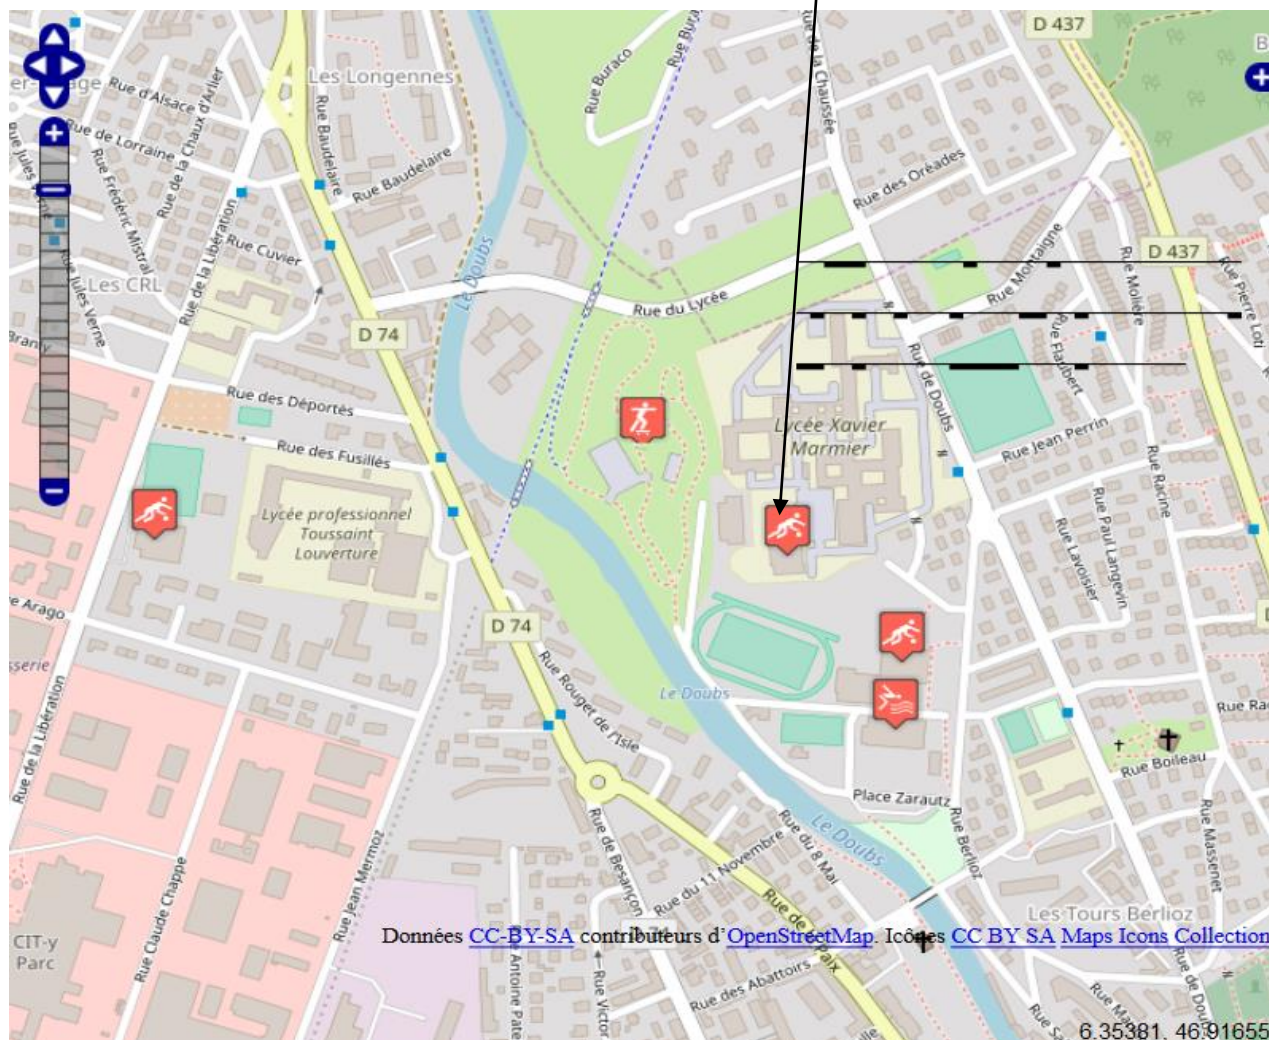 D 437
Les Longennes
Rue Buraco
Rue de la Chaussée
Rue d'Alsace
Rue de la Chaux d'Arlier
Rue de Lorraine
Rue Baudelaire
Rue Baudelaire
Rue Frédéric Mistral
Rue des Oréades
Rue Cuvier
Les CRL
Rue Jules Verne
Rue de la Libération
Le Doubs
Rue du Lycée
Rue Montaigne
Rue Molière
D 437
Rue Pierre Loti
D 74
Rue Flaubert
Rue de Doubs
Rue des Déportés
Rue des Fusillés
Lycée Xavier
Marmier
Rue Jean Perrin
Rue Racine
Lycée professionnel
Toussaint
Louverture
Rue Paul Langevin
Rue Lavoisier
Arago
D 74
Rue Rouget de l'Isle
Le Doubs
Rue de la Libération
Rue Boileau
Place Zarautz
Le Doubs
Rue Berlioz
Rue du 8 Mai
Rue Massenet
Rue de Besançon
Rue du 11 Novembre
Rue Jean Mermoz
Rue Claude Chappe
Rue de la Paix
Les Tours Berlioz
CIT-y
Parc
Données CC-BY-SA contributeurs d'OpenStreetMap. Icônes CC BY SA Maps Icons Collection
Rue des Abattoirs
Rue Victor
6.35381, 46.91655